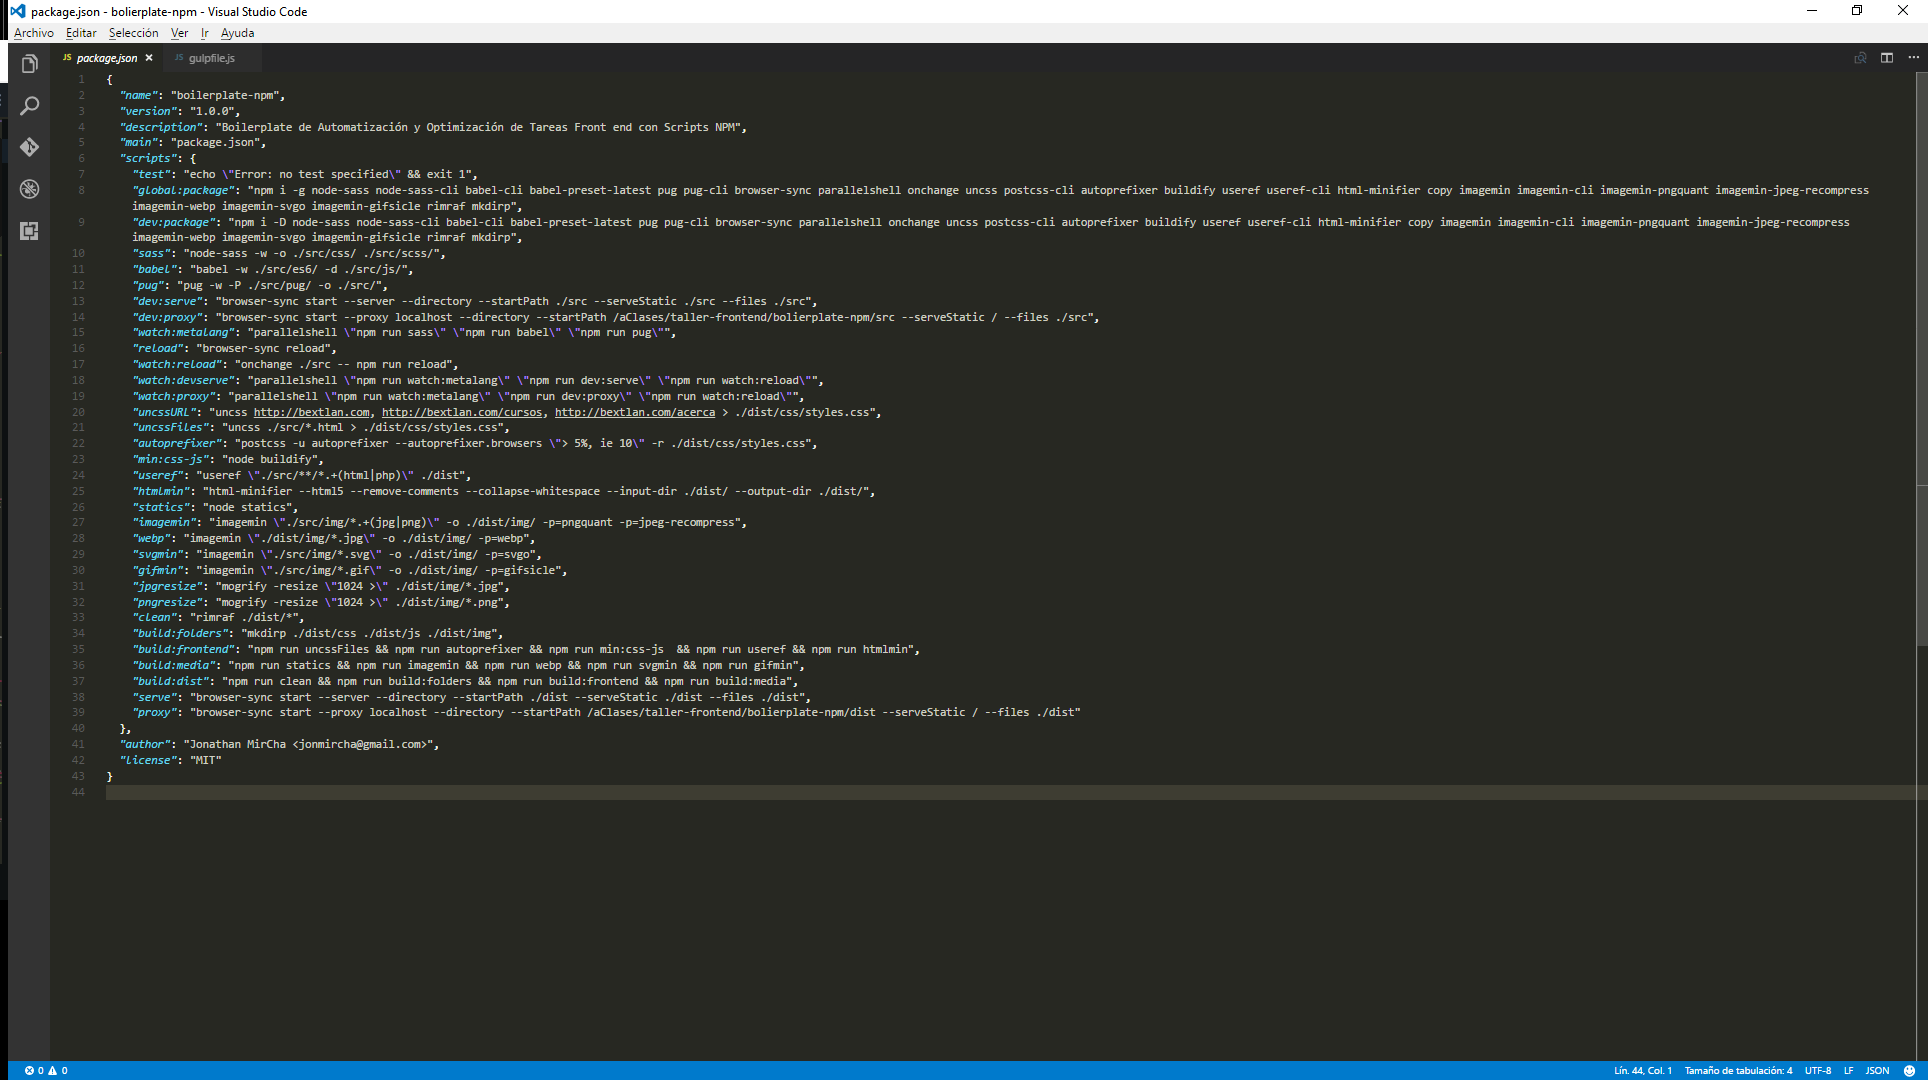 package.json - bolierplate-npm - Visual Studio Code
Archivo Editar Selección Ver Ir Ayuda
JS package.json × JS gulpfile.js
1 {
2 "name": "boilerplate-npm",
3 "version": "1.0.0",
4 "description": "Boilerplate de Automatización y Optimización de Tareas Front end con Scripts NPM",
5 "main": "package.json",
6 "scripts": {
7 "test": "echo \"Error: no test specified\" && exit 1",
8 "global:package": "npm i -g node-sass node-sass-cli babel-cli babel-preset-latest pug pug-cli browser-sync parallelshell onchange uncss postcss-cli autoprefixer buildify useref useref-cli html-minifier copy imagemin imagemin-cli imagemin-pngquant imagemin-jpeg-recompress
imagemin-webp imagemin-svgo imagemin-gifsicle rimraf mkdirp",
9 "dev:package": "npm i -D node-sass node-sass-cli babel-cli babel-preset-latest pug pug-cli browser-sync parallelshell onchange uncss postcss-cli autoprefixer buildify useref useref-cli html-minifier copy imagemin imagemin-cli imagemin-pngquant imagemin-jpeg-recompress
imagemin-webp imagemin-svgo imagemin-gifsicle rimraf mkdirp",
10 "sass": "node-sass -w -o ./src/css/ ./src/scss/",
11 "babel": "babel -w ./src/es6/ -d ./src/js/",
12 "pug": "pug -w -P ./src/pug/ -o ./src/",
13 "dev:serve": "browser-sync start --server --directory --startPath ./src --serveStatic ./src --files ./src",
14 "dev:proxy": "browser-sync start --proxy localhost --directory --startPath /aClases/taller-frontend/bolierplate-npm/src --serveStatic / --files ./src",
15 "watch:metalang": "parallelshell \"npm run sass\" \"npm run babel\" \"npm run pug\"",
16 "reload": "browser-sync reload",
17 "watch:reload": "onchange ./src -- npm run reload",
18 "watch:devserve": "parallelshell \"npm run watch:metalang\" \"npm run dev:serve\" \"npm run watch:reload\"",
19 "watch:proxy": "parallelshell \"npm run watch:metalang\" \"npm run dev:proxy\" \"npm run watch:reload\"",
20 "uncssURL": "uncss http://bextlan.com, http://bextlan.com/cursos, http://bextlan.com/acerca > ./dist/css/styles.css",
21 "uncssFiles": "uncss ./src/*.html > ./dist/css/styles.css",
22 "autoprefixer": "postcss -u autoprefixer --autoprefixer.browsers \"> 5%, ie 10\" -r ./dist/css/styles.css",
23 "min:css-js": "node buildify",
24 "useref": "useref \"./src/**/*.+(html|php)\" ./dist",
25 "htmlmin": "html-minifier --html5 --remove-comments --collapse-whitespace --input-dir ./dist/ --output-dir ./dist/",
26 "statics": "node statics",
27 "imagemin": "imagemin \"./src/img/*.+(jpg|png)\" -o ./dist/img/ -p=pngquant -p=jpeg-recompress",
28 "webp": "imagemin \"./dist/img/*.jpg\" -o ./dist/img/ -p=webp",
29 "svgmin": "imagemin \"./src/img/*.svg\" -o ./dist/img/ -p=svgo",
30 "gifmin": "imagemin \"./src/img/*.gif\" -o ./dist/img/ -p=gifsicle",
31 "jpgresize": "mogrify -resize \"1024 >\" ./dist/img/*.jpg",
32 "pngresize": "mogrify -resize \"1024 >\" ./dist/img/*.png",
33 "clean": "rimraf ./dist/*",
34 "build:folders": "mkdirp ./dist/css ./dist/js ./dist/img",
35 "build:frontend": "npm run uncssFiles && npm run autoprefixer && npm run min:css-js  && npm run useref && npm run htmlmin",
36 "build:media": "npm run statics && npm run imagemin && npm run webp && npm run svgmin && npm run gifmin",
37 "build:dist": "npm run clean && npm run build:folders && npm run build:frontend && npm run build:media",
38 "serve": "browser-sync start --server --directory --startPath ./dist --serveStatic ./dist --files ./dist",
39 "proxy": "browser-sync start --proxy localhost --directory --startPath /aClases/taller-frontend/bolierplate-npm/dist --serveStatic / --files ./dist"
40 },
41 "author": "Jonathan MirCha <jonmircha@gmail.com>",
42 "license": "MIT"
43 }
44
0 0 Lín. 44, Col. 1 Tamaño de tabulación: 4 UTF-8 LF JSON